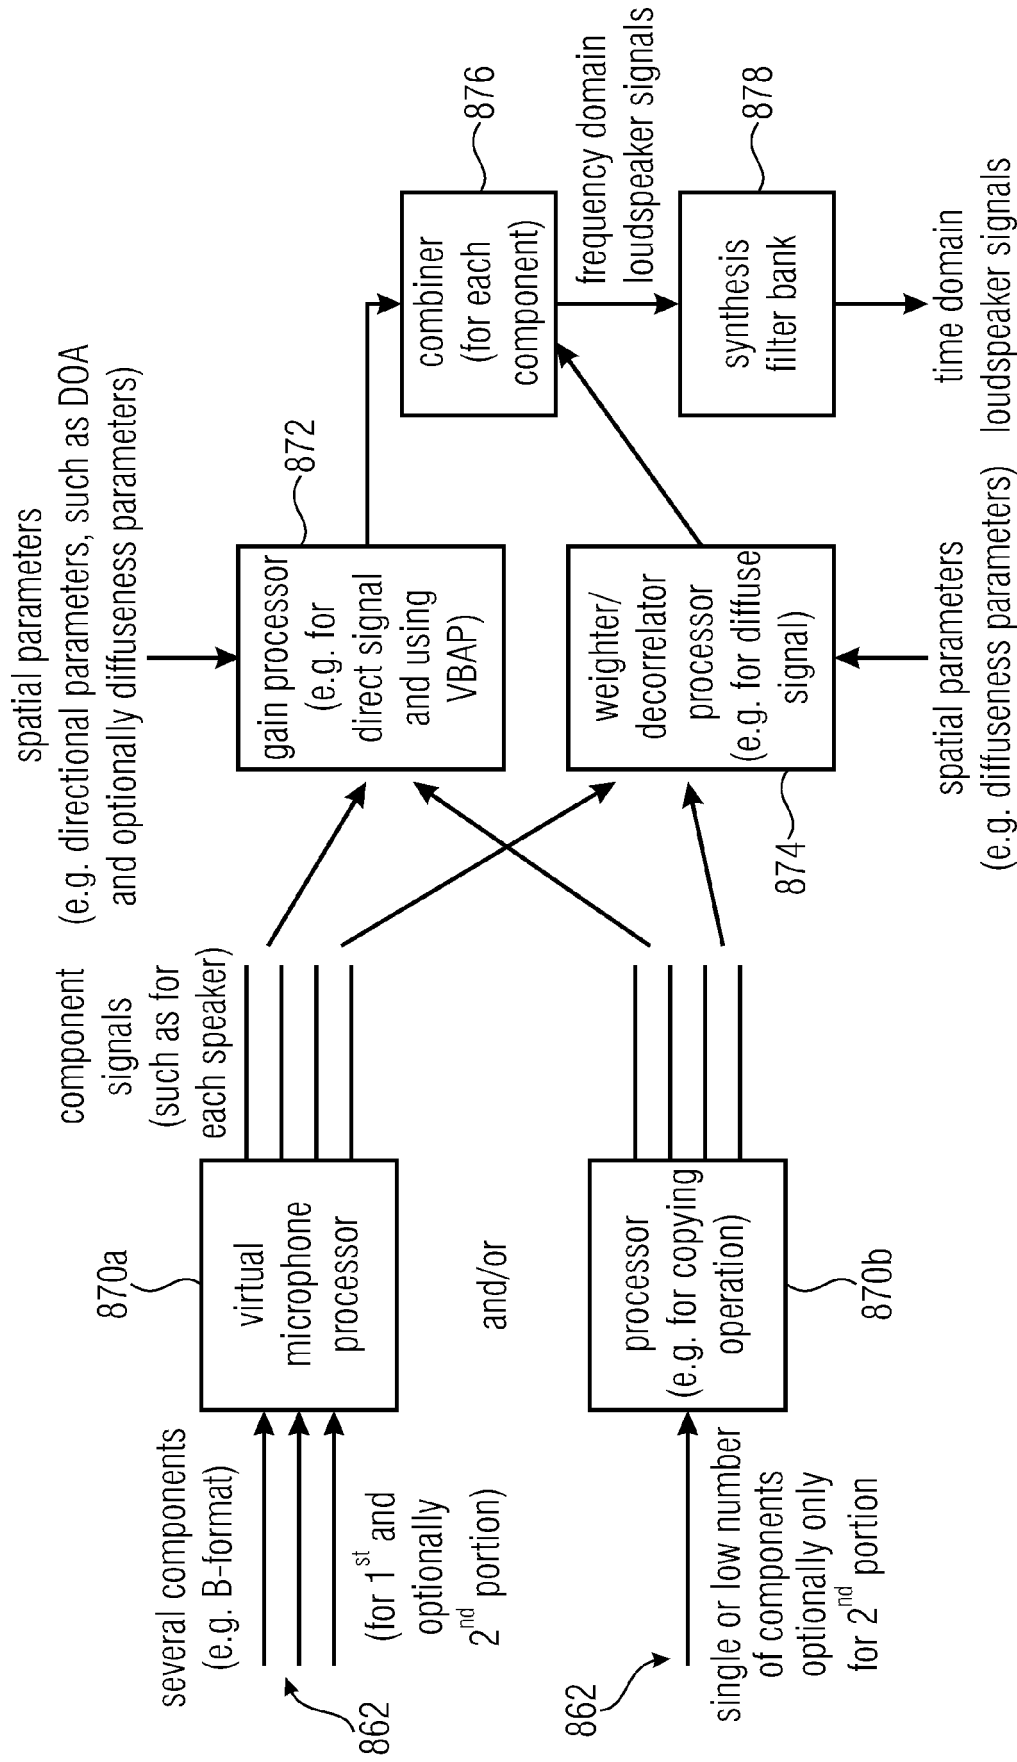 several components
(e.g. B-format)
862
(for 1st and
optionally
2nd portion)
870a
virtual
microphone
processor
component
signals
(such as for
each speaker)
and/or
862
single or low number
of components
optionally only
for 2nd portion
processor
(e.g. for copying
operation)
870b
spatial parameters
(e.g. directional parameters, such as DOA
and optionally diffuseness parameters)
872
gain processor
(e.g. for
direct signal
and using
VBAP)
weighter/
decorrelator
processor
(e.g. for diffuse
signal)
874
spatial parameters
(e.g. diffuseness parameters)
876
combiner
(for each
component)
frequency domain
loudspeaker signals
synthesis
filter bank
878
time domain
loudspeaker signals